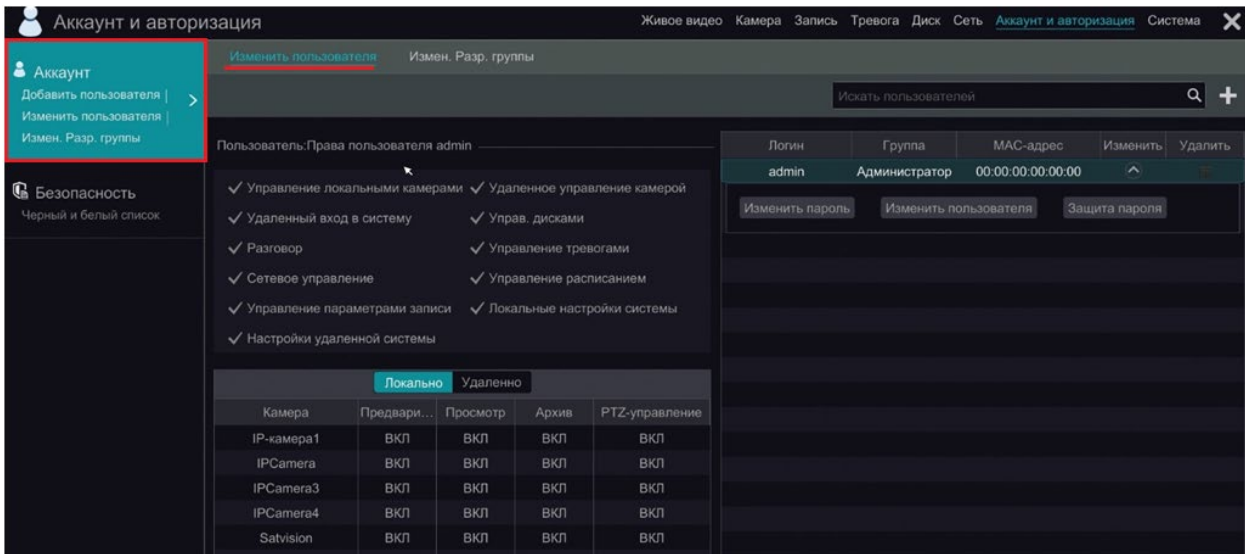 Аккаунт и авторизация
Живое видео Камера Запись Тревога Диск Сеть Аккаунт и авторизация Система
Аккаунт
Добавить пользователя |
Изменить пользователя |
Измен. Разр. группы
Безопасность
Черный и белый список
Изменить пользователя Измен. Разр. группы
Искать пользователей
Пользователь:Права пользователя admin
Управление локальными камерами Удаленное управление камерой
Удаленный вход в систему Управ. дисками
Разговор Управление тревогами
Сетевое управление Управление расписанием
Управление параметрами записи Локальные настройки системы
Настройки удаленной системы
Локально Удаленно
Камера Предвари... Просмотр Архив PTZ-управление
IP-камера1 ВКЛ ВКЛ ВКЛ ВКЛ
IPCamera ВКЛ ВКЛ ВКЛ ВКЛ
IPCamera3 ВКЛ ВКЛ ВКЛ ВКЛ
IPCamera4 ВКЛ ВКЛ ВКЛ ВКЛ
Satvision ВКЛ ВКЛ ВКЛ ВКЛ
Логин Группа МАС-адрес Изменить Удалить
admin Администратор 00:00:00:00:00:00
Изменить пароль Изменить пользователя Защита пароля